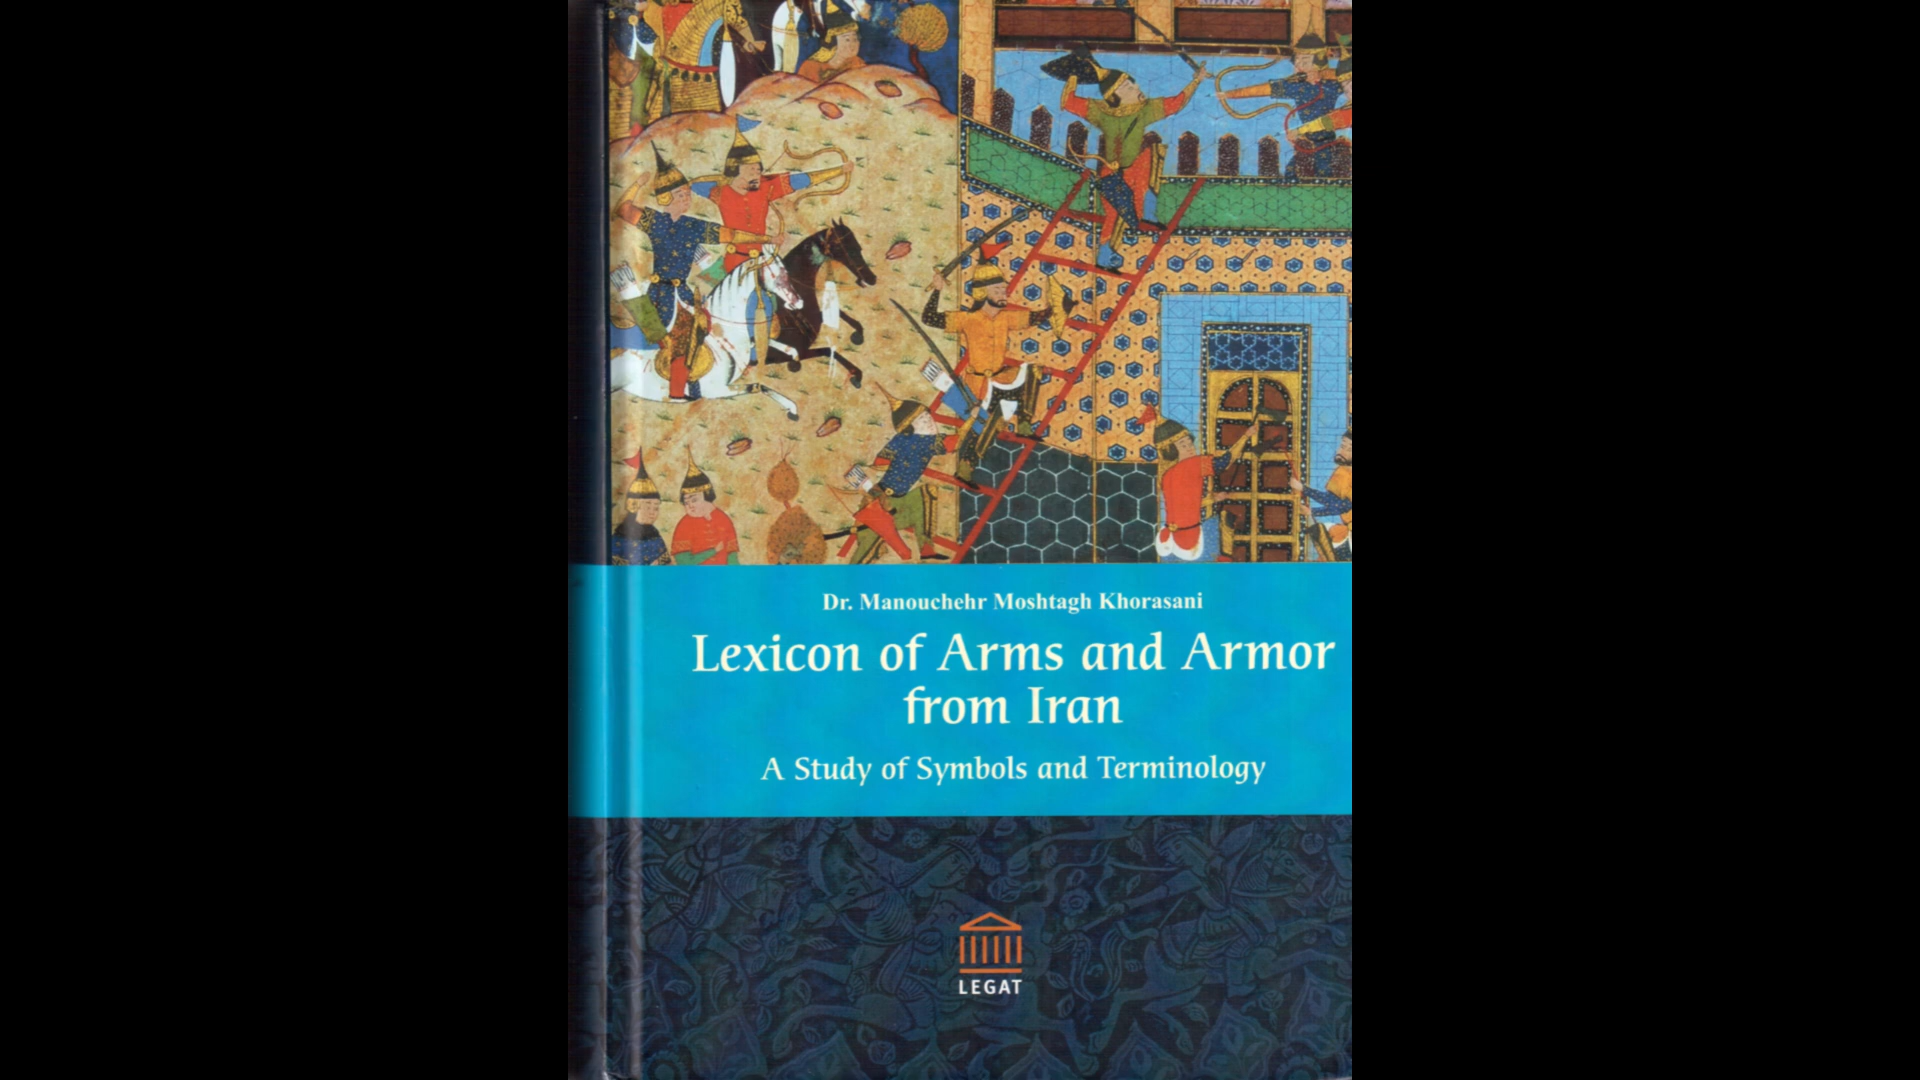 Dr. Manouchehr Moshtagh Khorasani
Lexicon of Arms and Armor
from Iran
A Study of Symbols and Terminology
LEGAT